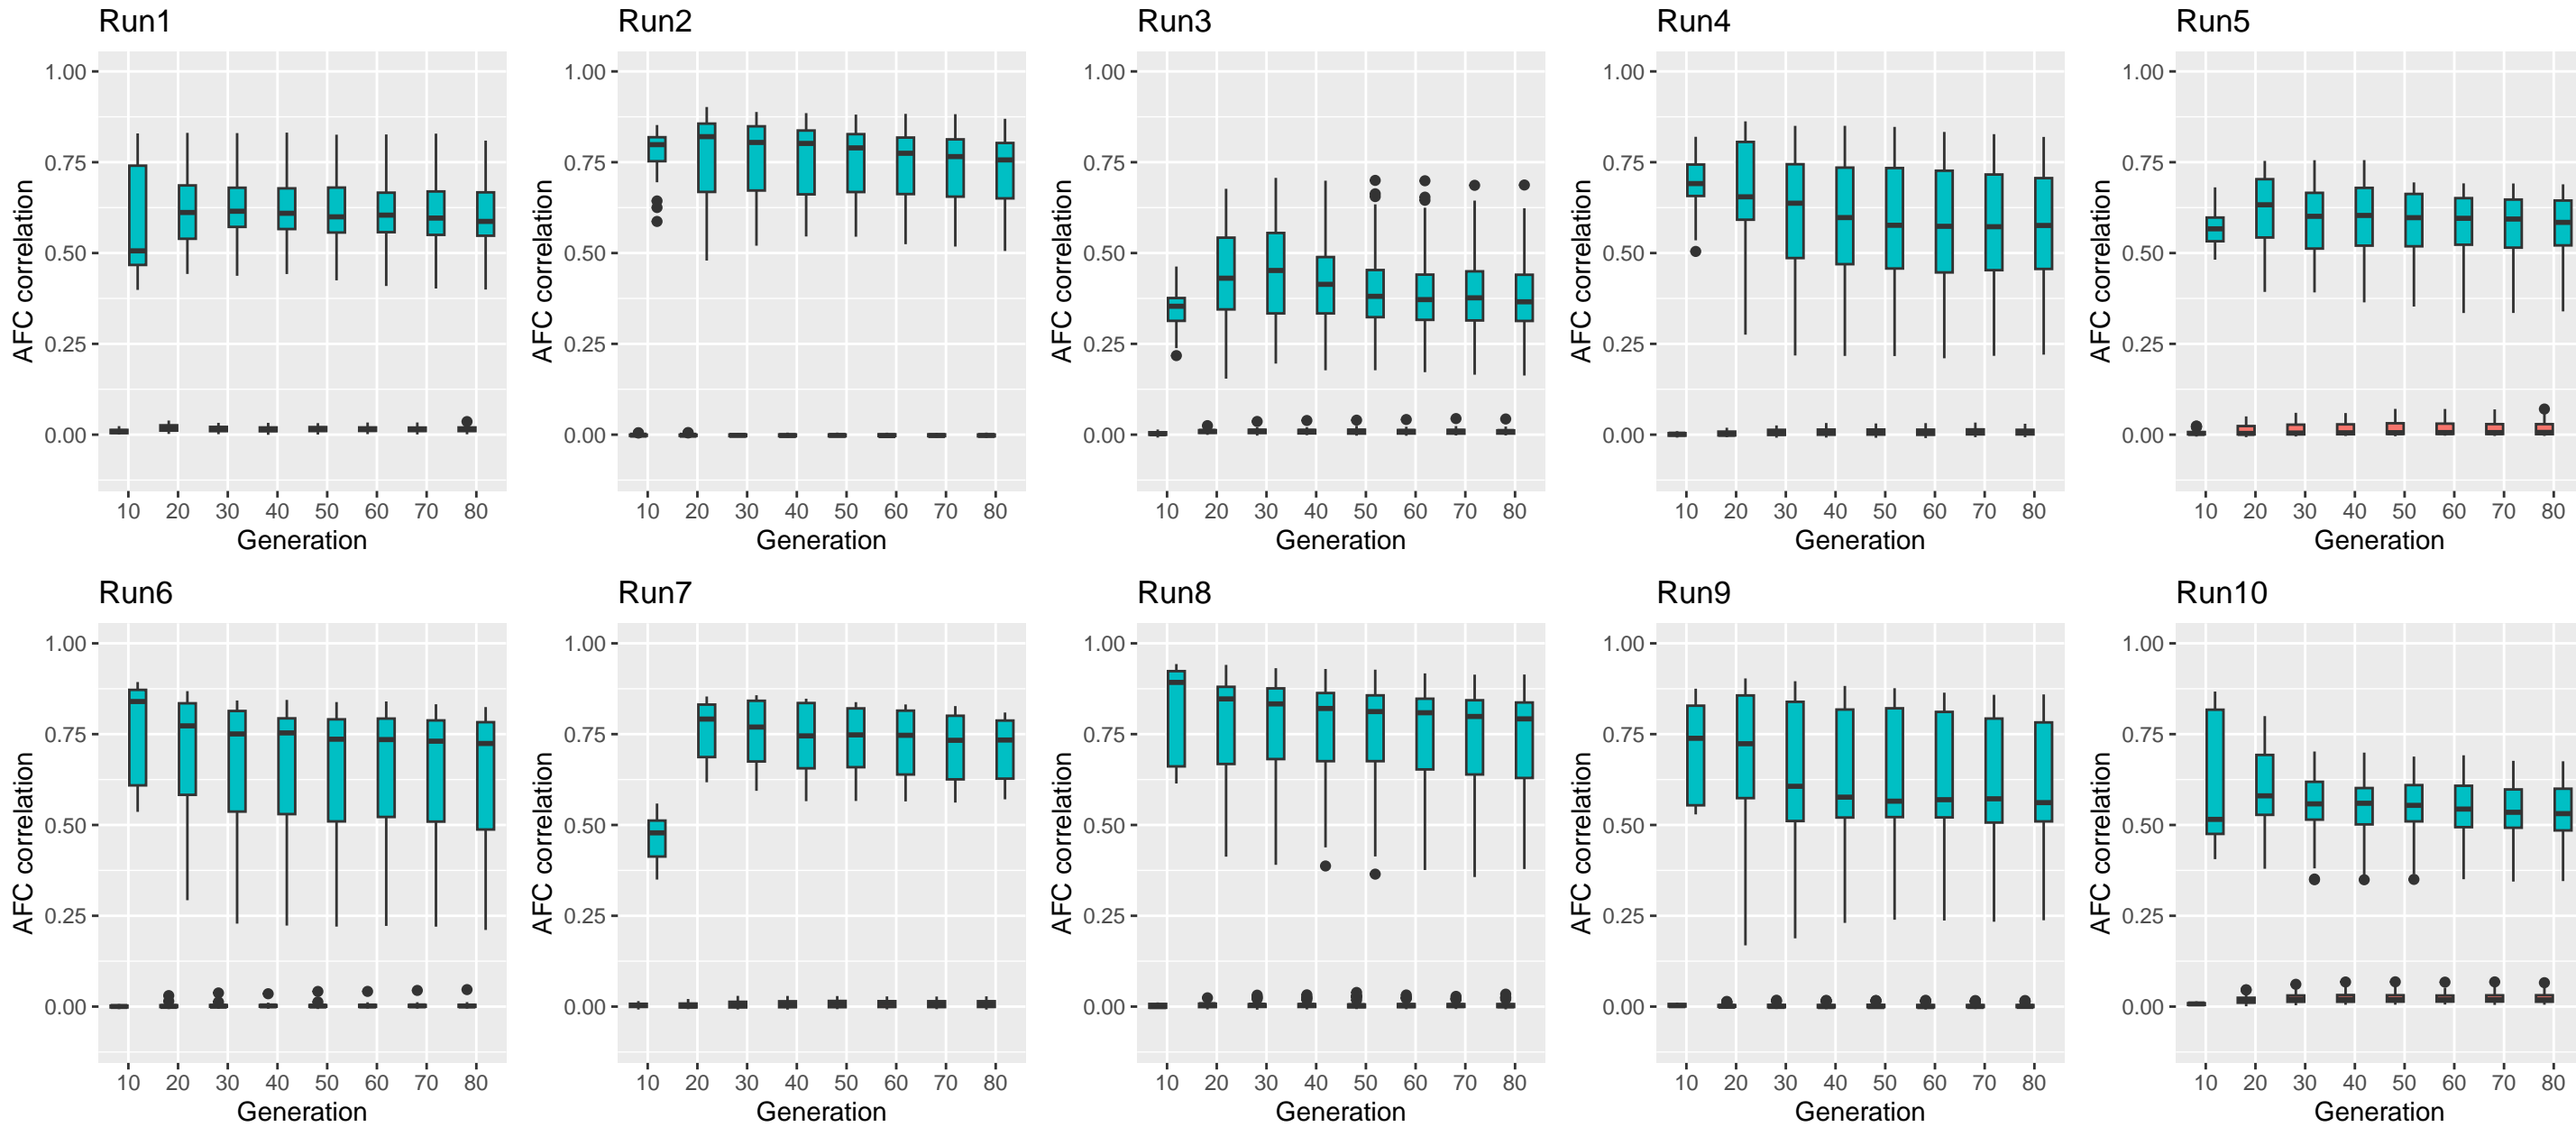 Run1 Run2 Run3 Run4 Run5
1.00 1.00 1.00 1.00 1.00
0.75 0.75 0.75 0.75 0.75
0.50 0.50 0.50 0.50 0.50
0.25 0.25 0.25 0.25 0.25
0.00 0.00 0.00 0.00 0.00
AFC correlation AFC correlation AFC correlation AFC correlation AFC correlation
10 20 30 40 50 60 70 80 10 20 30 40 50 60 70 80 10 20 30 40 50 60 70 80 10 20 30 40 50 60 70 80 10 20 30 40 50 60 70 80
Generation Generation Generation Generation Generation
Run6 Run7 Run8 Run9 Run10
1.00 1.00 1.00 1.00 1.00
0.75 0.75 0.75 0.75 0.75
0.50 0.50 0.50 0.50 0.50
0.25 0.25 0.25 0.25 0.25
0.00 0.00 0.00 0.00 0.00
AFC correlation AFC correlation AFC correlation AFC correlation AFC correlation
10 20 30 40 50 60 70 80 10 20 30 40 50 60 70 80 10 20 30 40 50 60 70 80 10 20 30 40 50 60 70 80 10 20 30 40 50 60 70 80
Generation Generation Generation Generation Generation